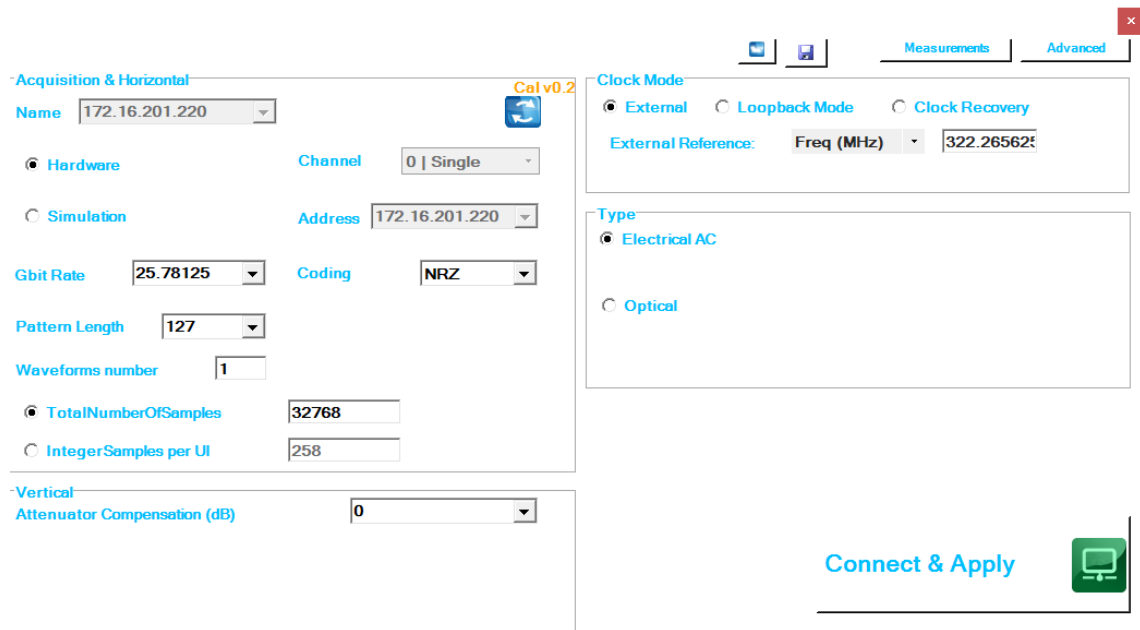 Measurements
Advanced
Acquisition & Horizontal
Cal v0.2
Name 172.16.201.220
Hardware
Channel 0 | Single
Simulation
Address 172.16.201.220
Gbit Rate 25.78125
Coding NRZ
Pattern Length 127
Waveforms number 1
TotalNumberOfSamples 32768
IntegerSamples per UI 258
Vertical
Attenuator Compensation (dB) 0
Clock Mode
External Loopback Mode Clock Recovery
External Reference: Freq (MHz) 322.265625
Type
Electrical AC
Optical
Connect & Apply